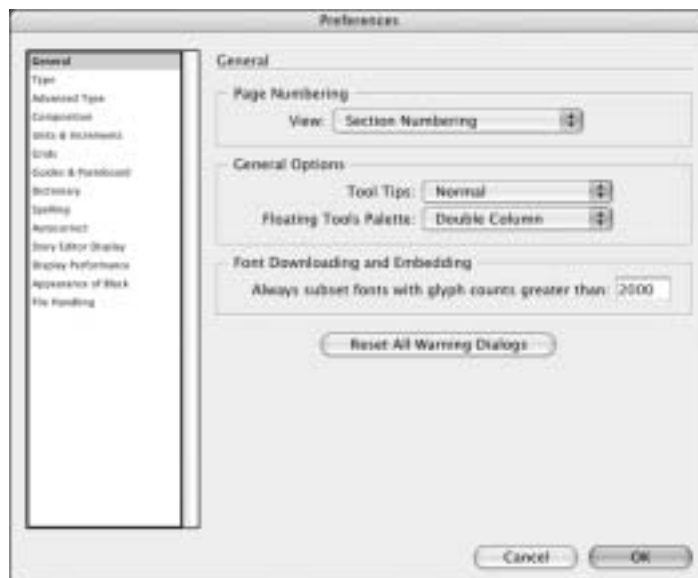 Preferences
General
Type
Advanced Type
Composition
Units & Increments
Grids
Guides & Pasteboard
Dictionary
Spelling
Autocorrect
Story Editor Display
Display Performance
Appearance of Black
File Handling
General
Page Numbering
View: Section Numbering
General Options
Tool Tips: Normal
Floating Tools Palette: Double Column
Font Downloading and Embedding
Always subset fonts with glyph counts greater than: 2000
Reset All Warning Dialogs
Cancel OK